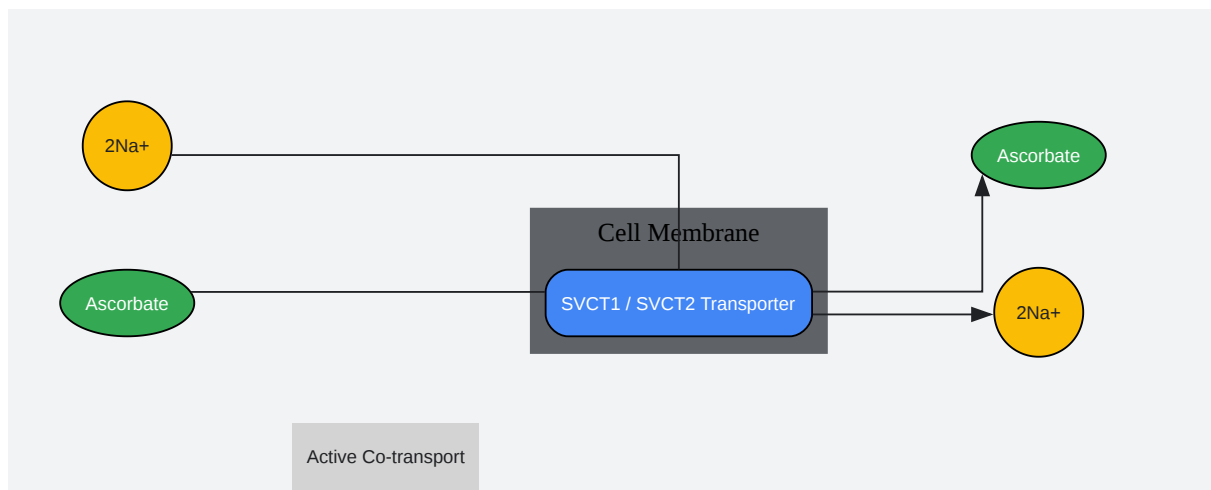 2Na+
Ascorbate
Cell Membrane
SVCT1 / SVCT2 Transporter
Ascorbate
2Na+
Active Co-transport